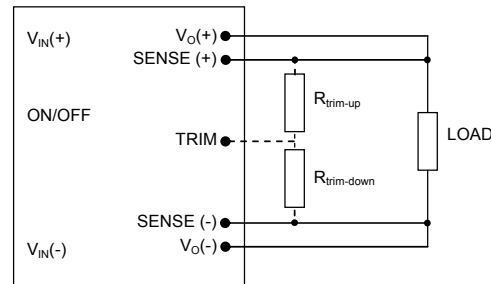 V_IN(+)
V_O(+)
SENSE (+)
R_trim-up
ON/OFF
TRIM
LOAD
R_trim-down
SENSE (-)
V_IN(-)
V_O(-)